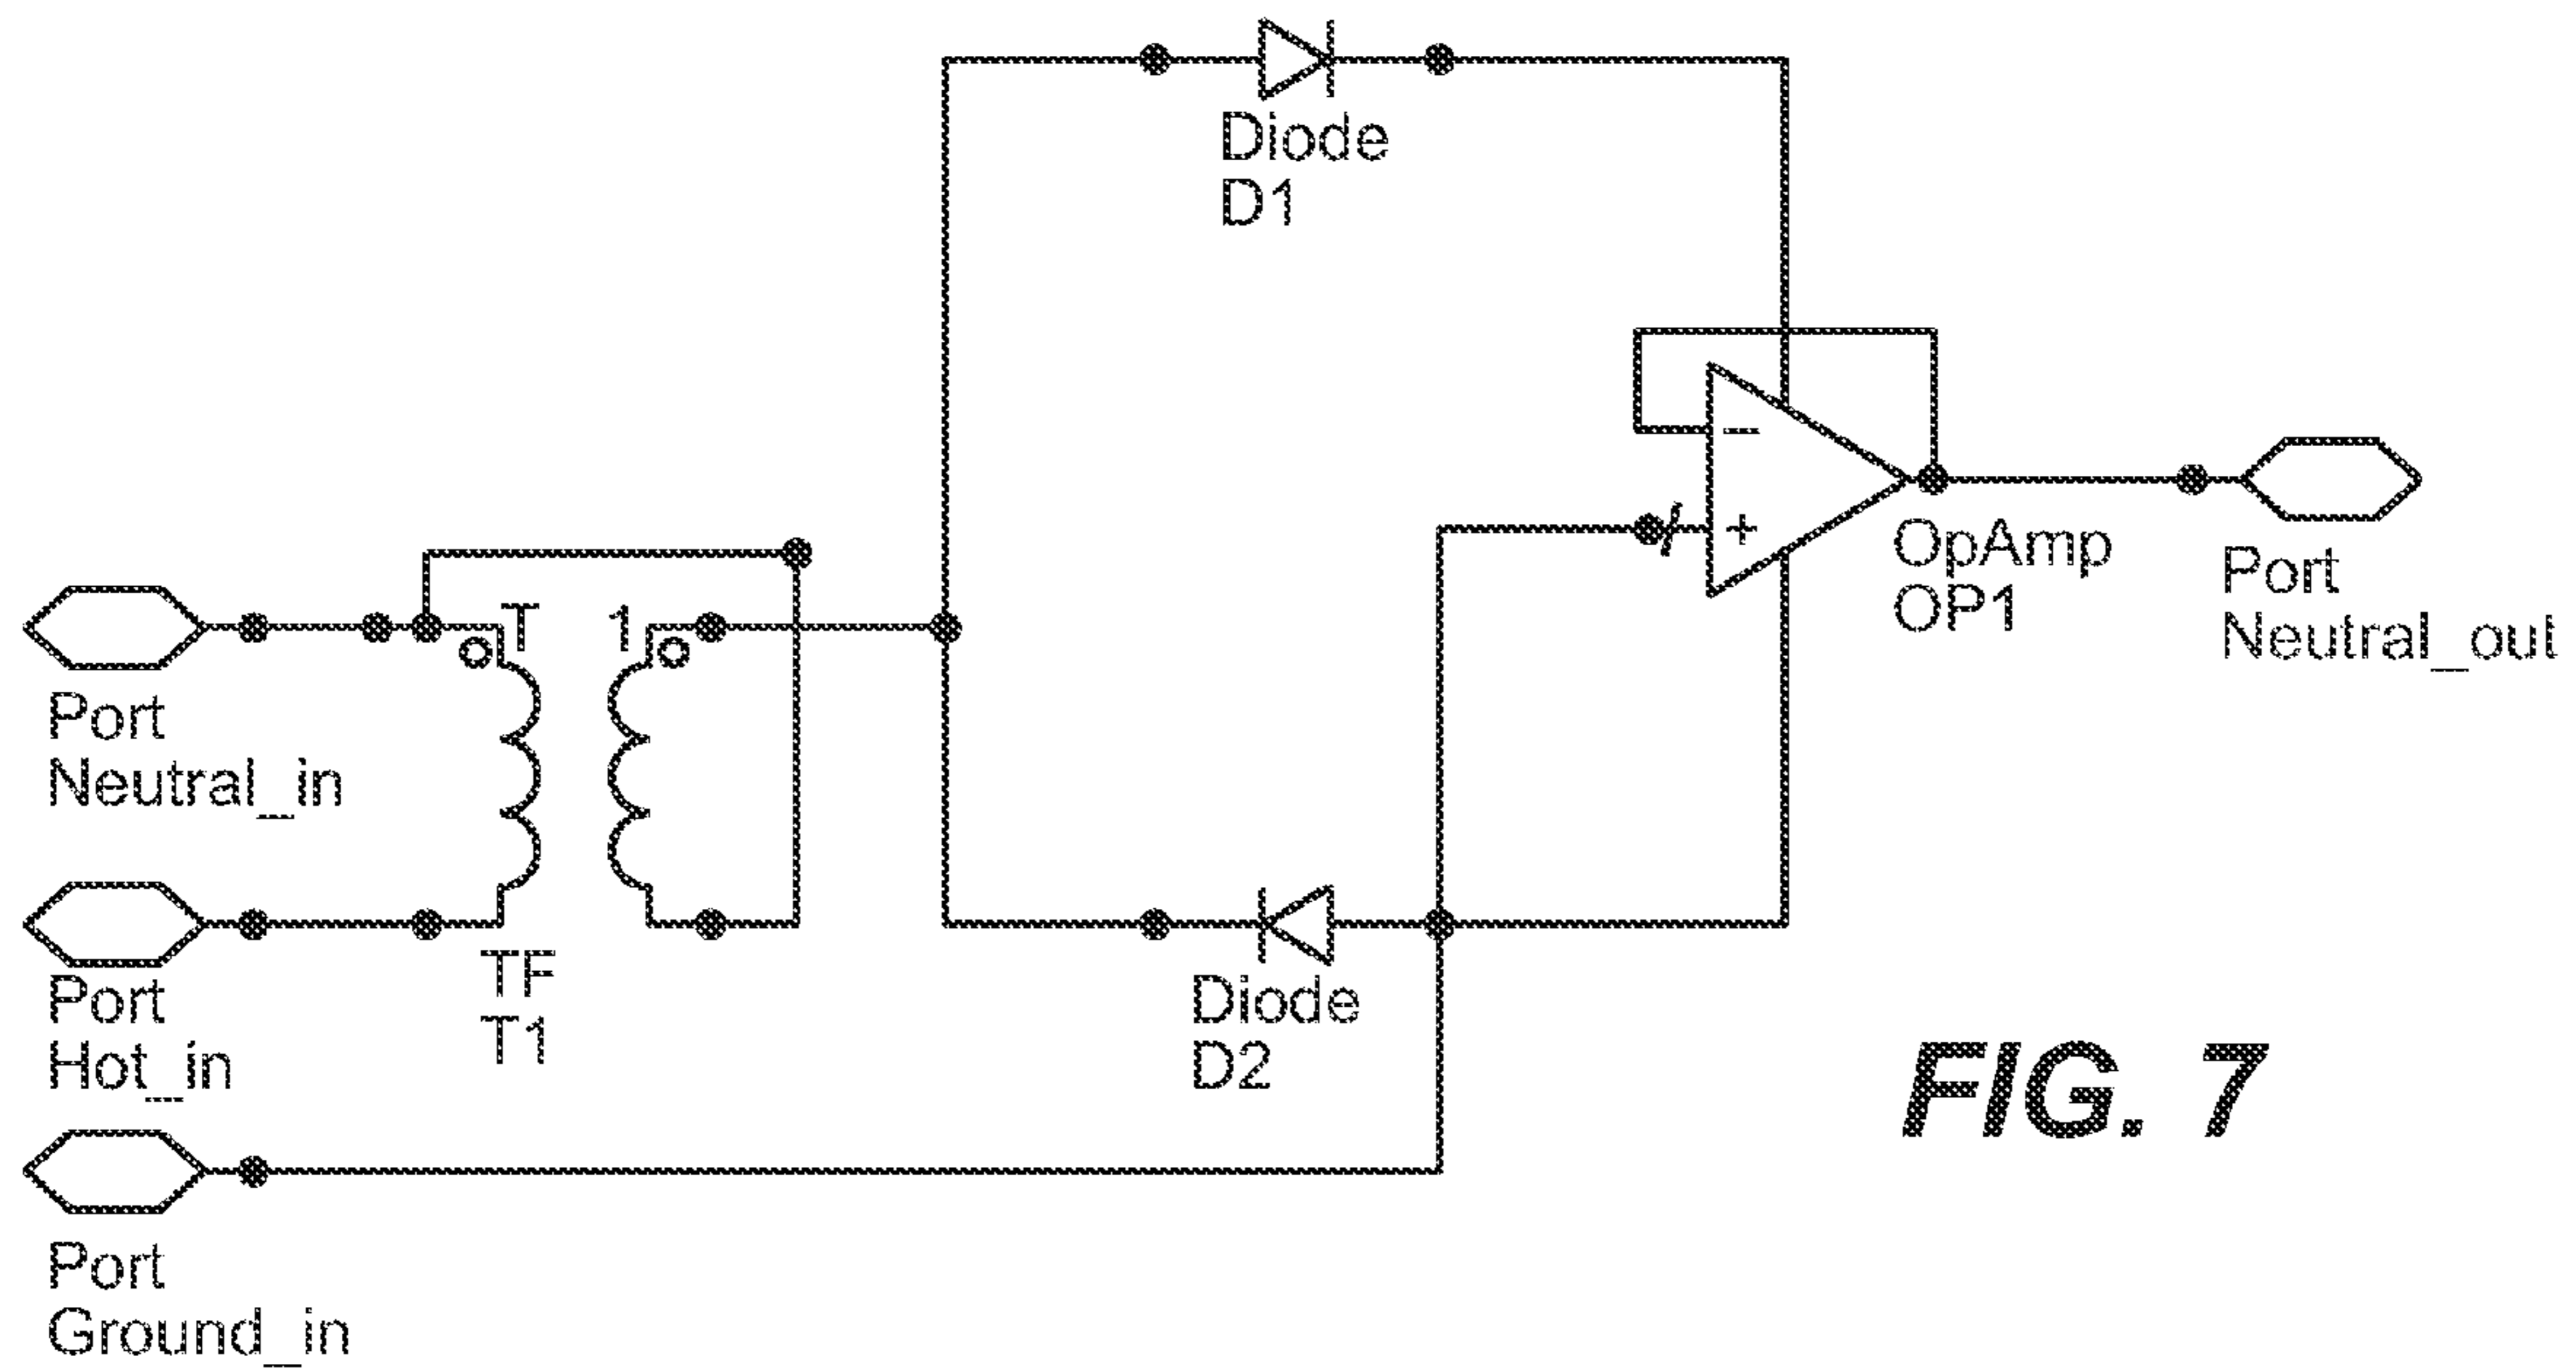 Diode
D1
−
+
OpAmp
OP1
Port
Neutral_out
T 1
Port
Neutral_in
TF
T1
Port
Hot_in
Diode
D2
Port
Ground_in
FIG. 7